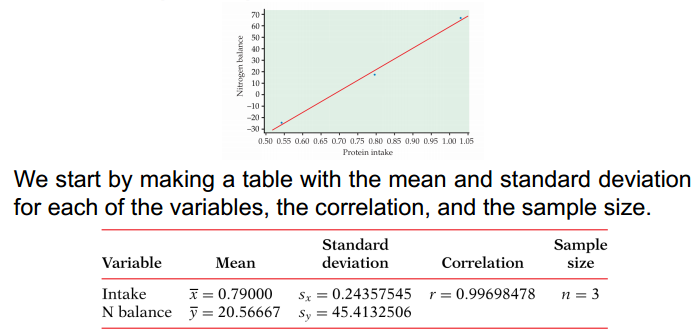 70
60
50
40
30
20
10
0
−10
−20
−30
Nitrogen balance
0.50 0.55 0.60 0.65 0.70 0.75 0.80 0.85 0.90 0.95 1.00 1.05
Protein intake
We start by making a table with the mean and standard deviation
for each of the variables, the correlation, and the sample size.
Standard Sample
Variable Mean deviation Correlation size
Intake x̅ = 0.79000 sₓ = 0.24357545 r = 0.99698478 n = 3
N balance y̅ = 20.56667 s_y = 45.4132506